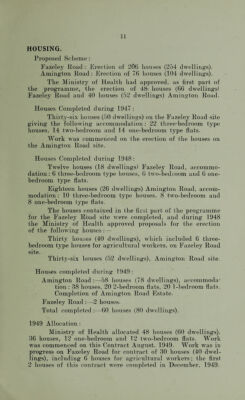 11
HOUSING.
Proposed Scheme:
Fazeley Road: Erection of 206 houses (254 dwellings).
Amington Road: Erection of 76 houses (104 dwellings).
The Ministry of Health had approved, as first part of
the programme, the erection of 48 houses (66 dwellings)
Fazeley Road and 40 houses (52 dwellings) Amington Road.
Houses Completed during 1947:
Thirty-six houses (50 dwellings) on the Fazeley Road site
giving the following accommodation: 22 three-bedroom type
houses, 14 two-bedroom and 14 one-bedroom type flats.
Work was commenced on the erection of the houses on
the Amington Road site.
Houses Completed during 1948:
Twelve houses (18 dwellings) Fazeley Road, accommo-
dation: 6 three-bedroom type houses, 6 two-bedroom and 6 one-
bedroom type flats.
Eighteen houses (26 dwellings) Amington Road, accom-
modation: 10 three-bedroom type houses, 8 two-bedroom and
8 one-bedroom type flats.
The houses contained in the first part of the programme
for the Fazeley Road site were completed, and during 1948
the Ministry of Health approved proposals for the erection
of the following houses:—
Thirty houses (40 dwellings), which included 6 three-
bedroom type houses for agricultural workers, on Fazeley Road
site.
Thirty-six houses (52 dwellings), Amington Road site.
Houses completed during 1949:
Amington Road:—58 houses (78 dwellings), accommoda-
tion: 38 houses, 20 2-bedroom flats, 20 1-bedroom flats.
Completion of Amington Road Estate.
Fazeley Road:—2 houses.
Total completed:—60 houses (80 dwellings).
1949 Allocation:
Ministry of Health allocated 48 houses (60 dwellings),
36 houses, 12 one-bedroom and 12 two-bedroom flats. Work
was commenced on this Contract August, 1949. Work was in
progress on Fazeley Road for contract of 30 houses (40 dwel-
lings), including 6 houses for agricultural workers; the first
2 houses of this contract were completed in December, 1949.